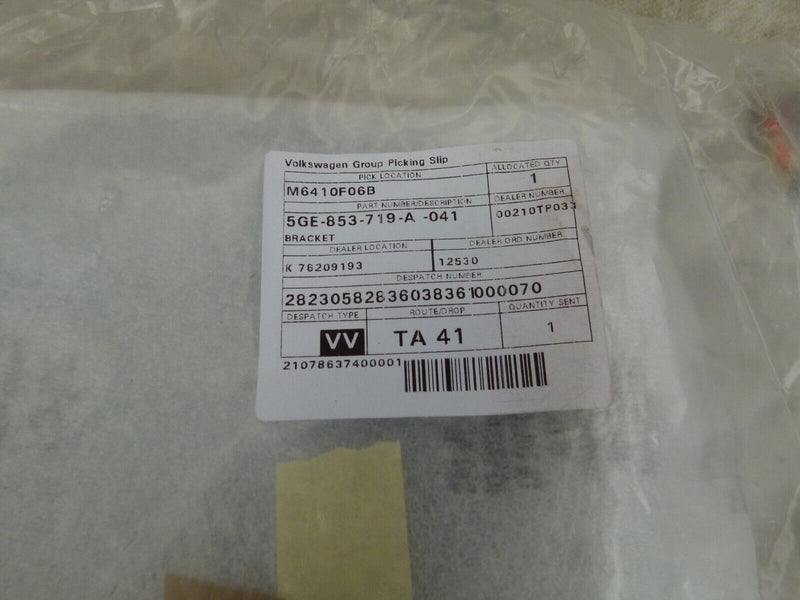 Volkswagen Group Picking Slip
PICK LOCATION
ALLOCATED QTY
M6410F06B
1
PART NUMBER/DESCRIPTION
DEALER NUMBER
5GE-853-719-A -041
00210TP033
BRACKET
DEALER LOCATION
DEALER ORD NUMBER
K 76209193
12530
DESPATCH NUMBER
28230582836038361000070
DESPATCH TYPE
ROUTE/DROP
QUANTITY SENT
VV
TA 41
1
21078637400001